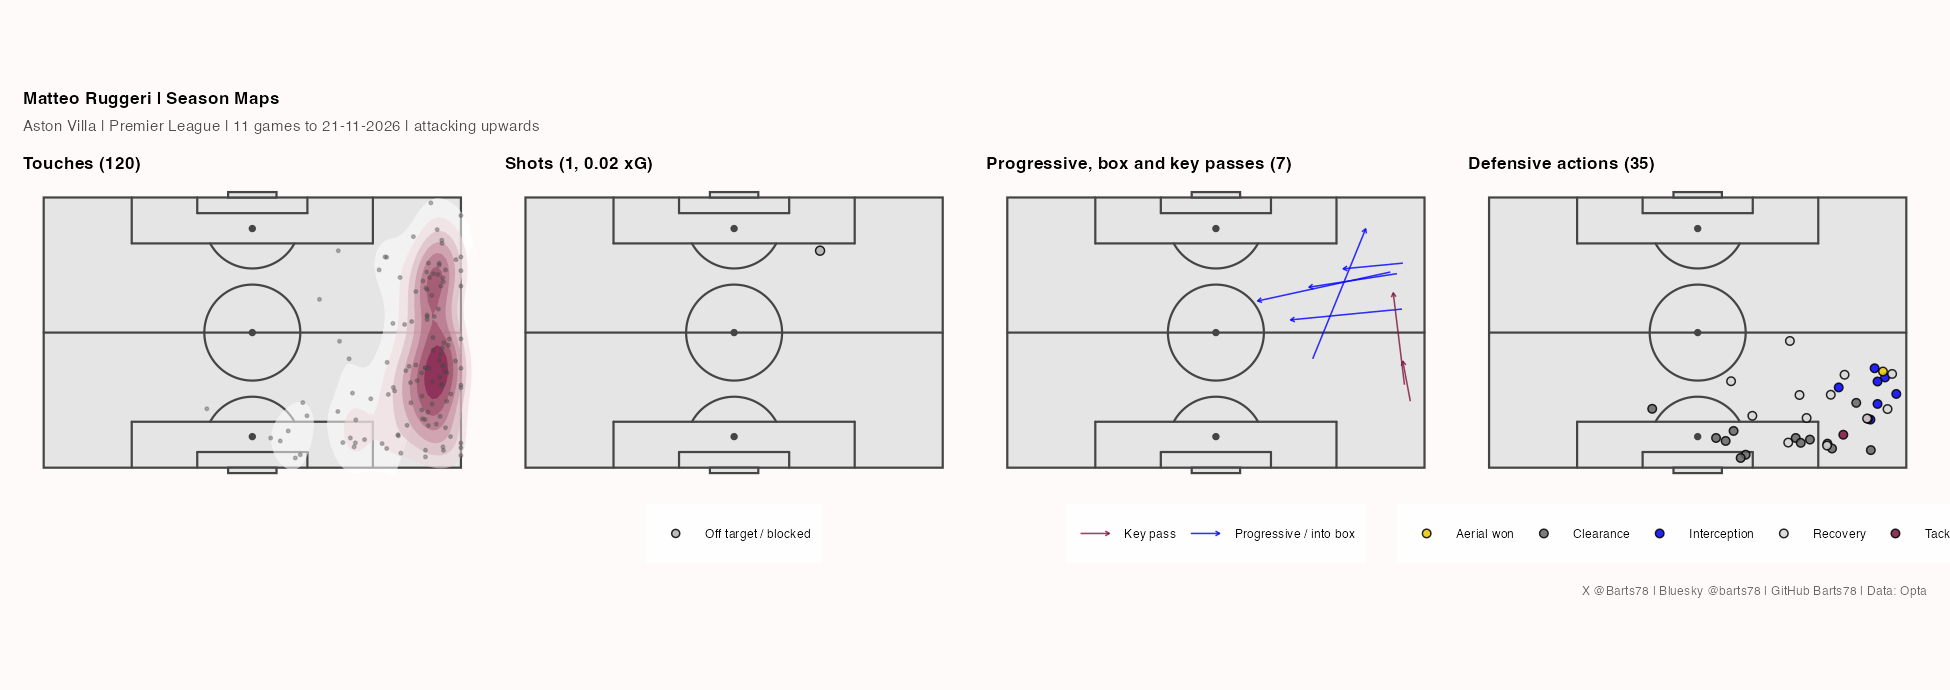 Matteo Ruggeri | Season Maps
Aston Villa | Premier League | 11 games to 21-11-2026 | attacking upwards
Touches (120)
Shots (1, 0.02 xG)
Progressive, box and key passes (7)
Defensive actions (35)
Off target / blocked
Key pass
Progressive / into box
Aerial won
Clearance
Interception
Recovery
Tack
X @Barts78 | Bluesky @barts78 | GitHub Barts78 | Data: Opta